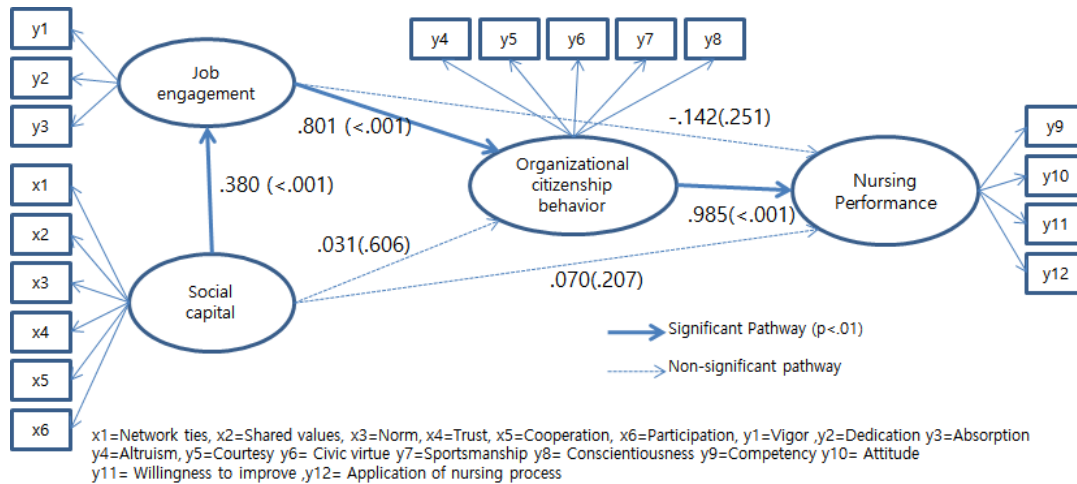 y1
y2
y3
x1
x2
x3
x4
x5
x6
Job
engagement
Social
capital
y4
y5
y6
y7
y8
Organizational
citizenship
behavior
Nursing
Performance
y9
y10
y11
y12
.801 (<.001)
-.142(.251)
.380 (<.001)
.031(.606)
.985(<.001)
.070(.207)
Significant Pathway (p<.01)
Non-significant pathway
x1=Network ties, x2=Shared values, x3=Norm, x4=Trust, x5=Cooperation, x6=Participation, y1=Vigor ,y2=Dedication y3=Absorption
y4=Altruism, y5=Courtesy y6= Civic virtue y7=Sportsmanship y8= Conscientiousness y9=Competency y10= Attitude
y11= Willingness to improve ,y12= Application of nursing process